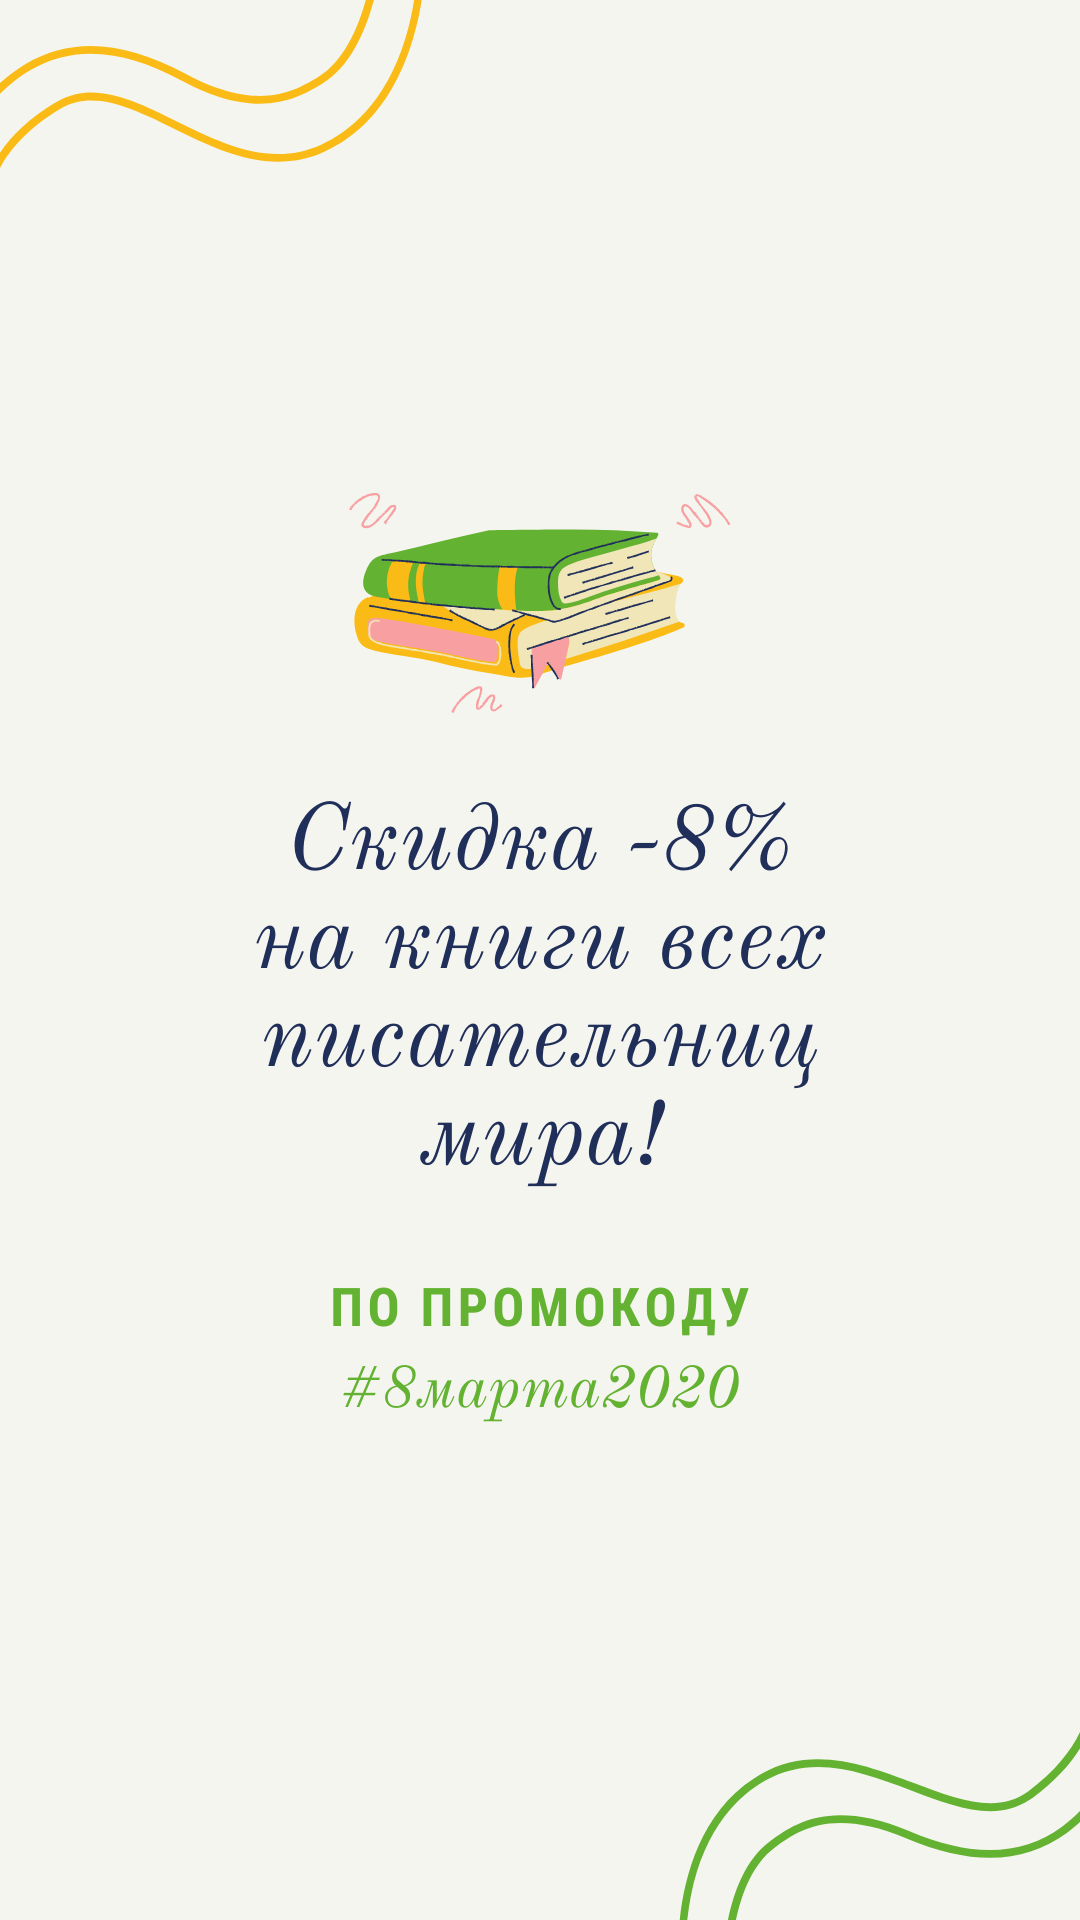 Скидка -8%
на книги всех
писательниц
мира!
ПО ПРОМОКОДУ
#8марта2020